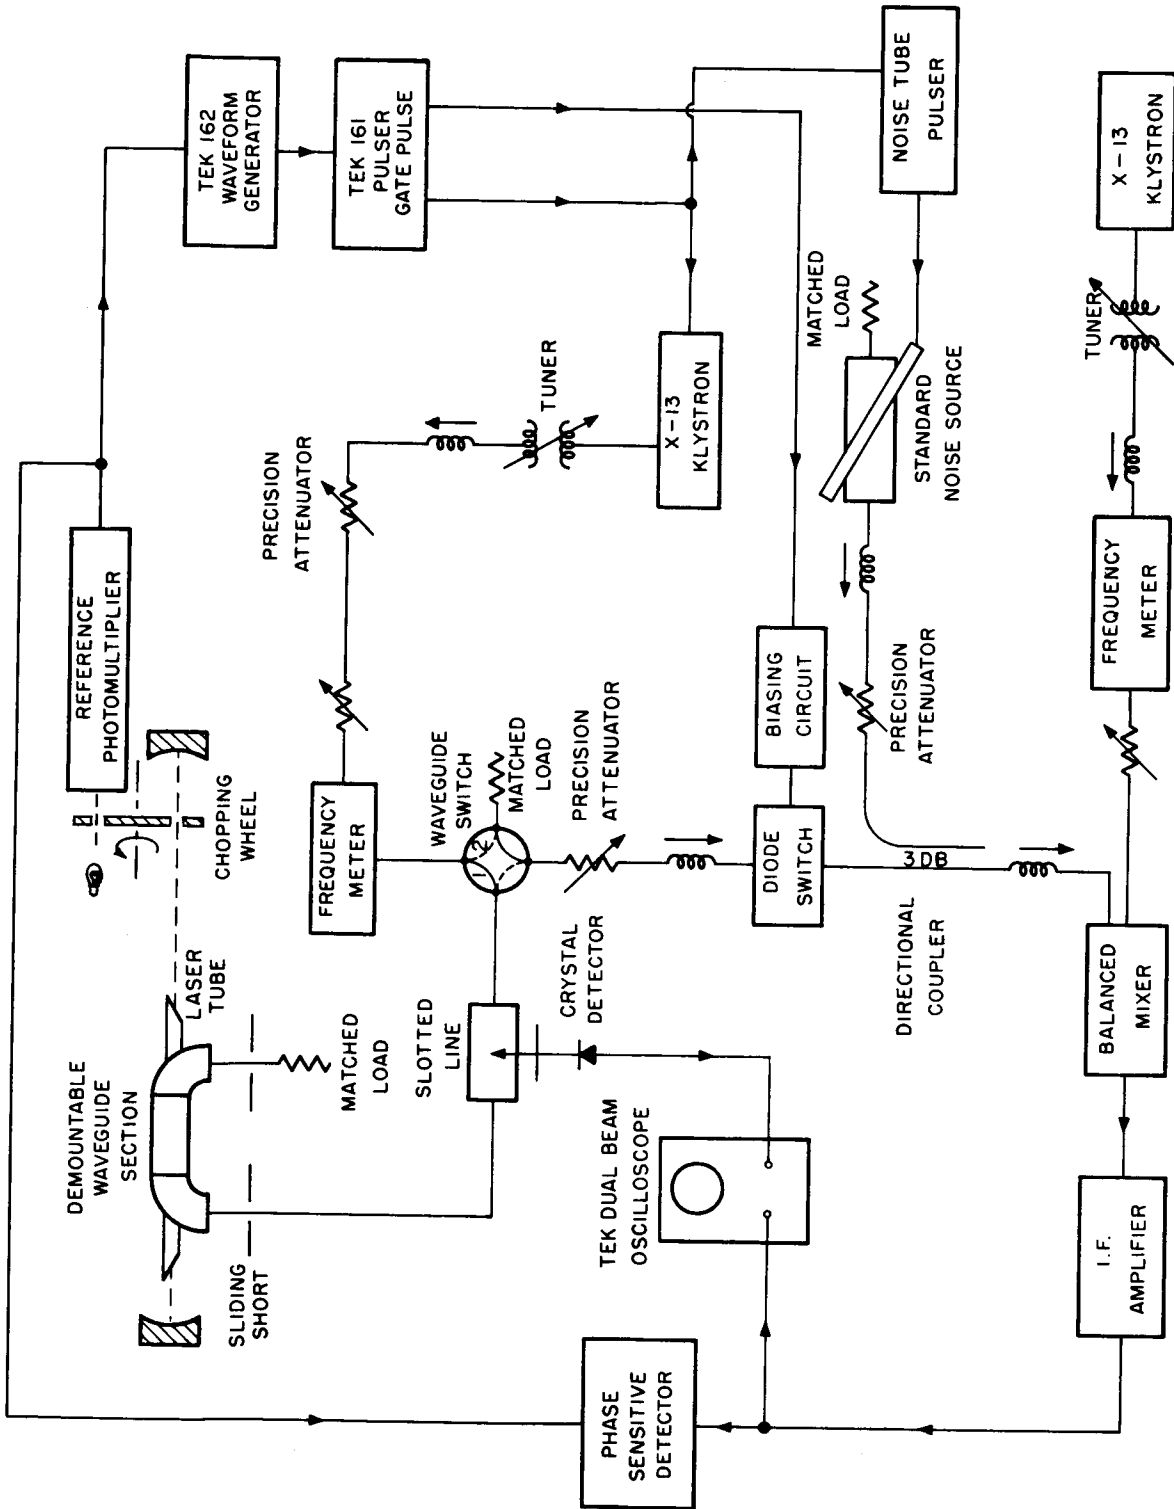 DEMOUNTABLE
WAVEGUIDE
SECTION
LASER
TUBE
SLIDING
SHORT
MATCHED
LOAD
CHOPPING
WHEEL
REFERENCE
PHOTOMULTIPLIER
TEK 162
WAVEFORM
GENERATOR
TEK 161
PULSER
GATE PULSE
PRECISION
ATTENUATOR
FREQUENCY
METER
TUNER
X-13
KLYSTRON
WAVEGUIDE
SWITCH
1
2
MATCHED
LOAD
SLOTTED
LINE
CRYSTAL
DETECTOR
PRECISION
ATTENUATOR
TEK DUAL BEAM
OSCILLOSCOPE
PHASE
SENSITIVE
DETECTOR
DIODE
SWITCH
BIASING
CIRCUIT
MATCHED
LOAD
STANDARD
NOISE SOURCE
NOISE TUBE
PULSER
PRECISION
ATTENUATOR
3DB
DIRECTIONAL
COUPLER
I.F.
AMPLIFIER
BALANCED
MIXER
FREQUENCY
METER
TUNER
X-13
KLYSTRON